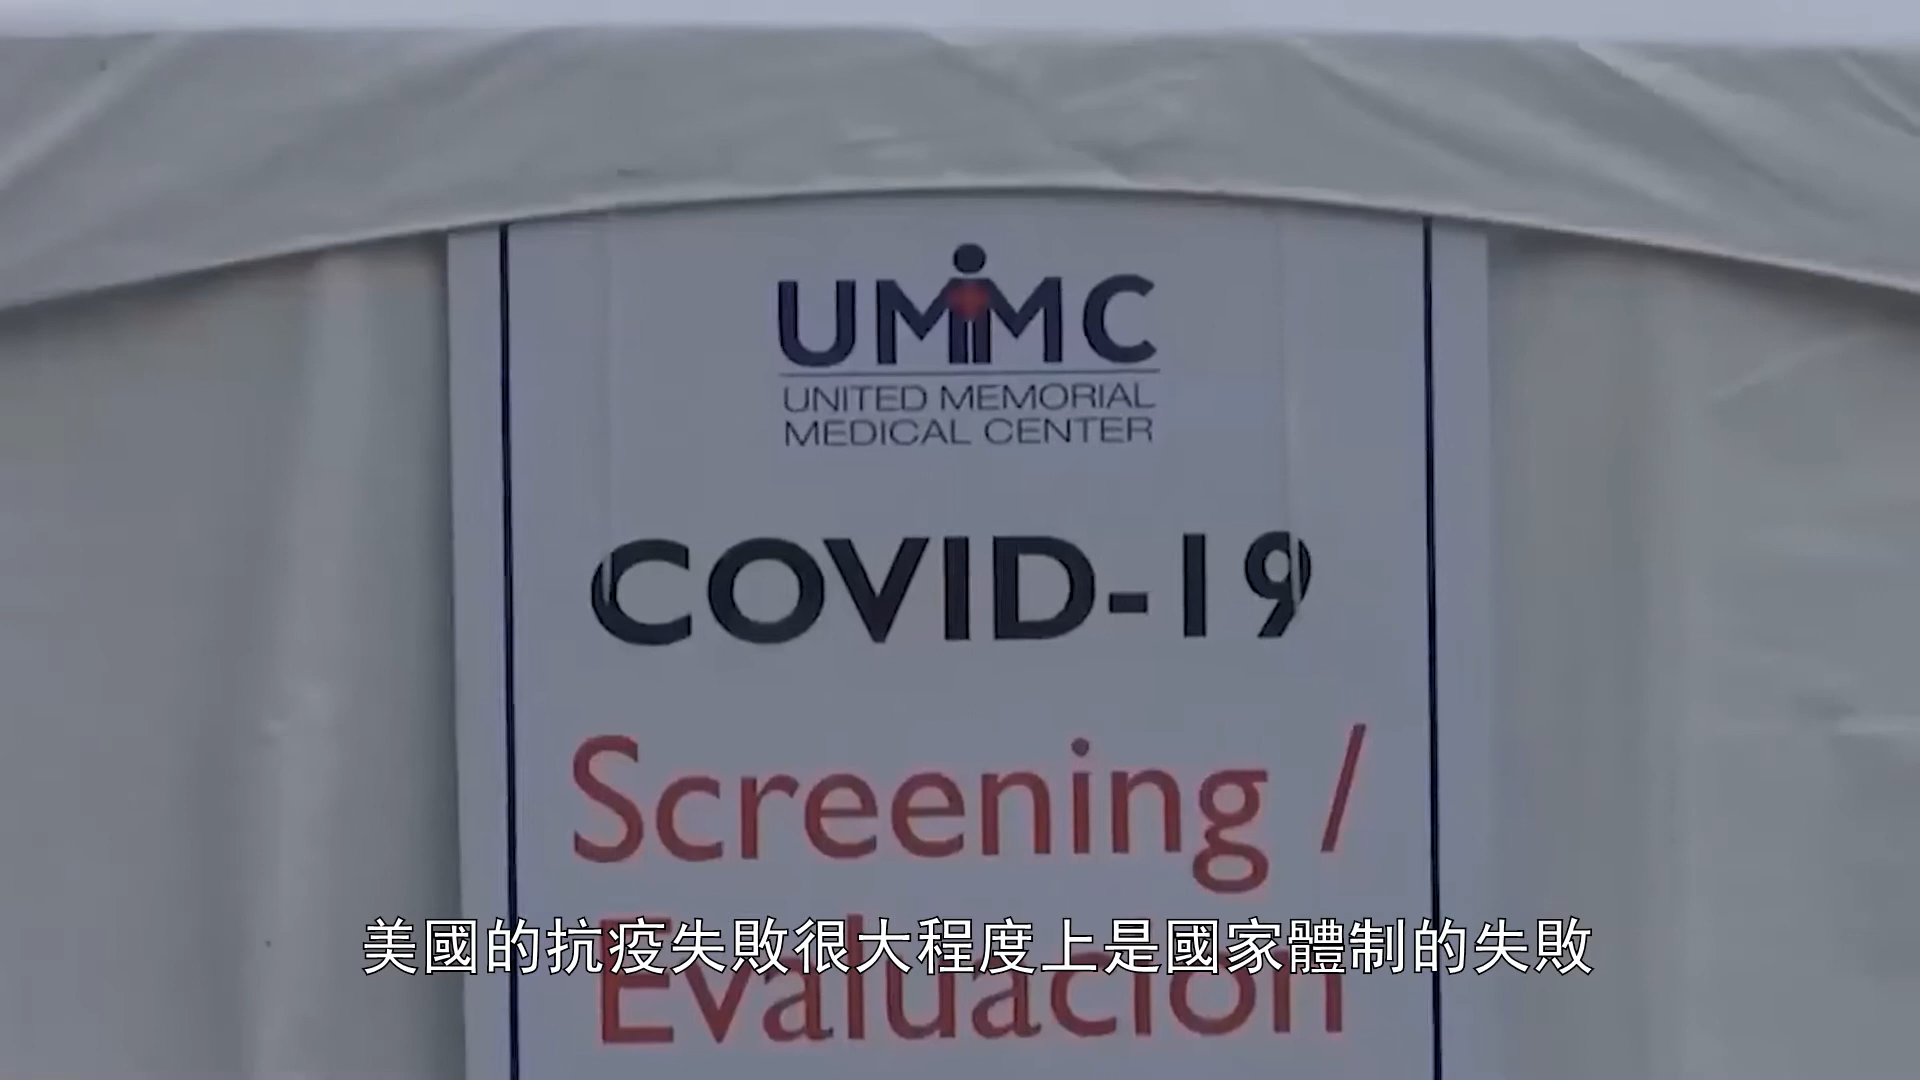 UMMC
UNITED MEMORIAL
MEDICAL CENTER
COVID-19
Screening /
Evaluación
美國的抗疫失敗很大程度上是國家體制的失敗